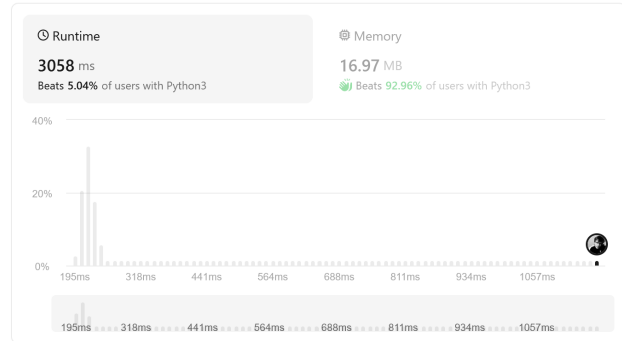 Runtime
3058 ms
Beats 5.04% of users with Python3
Memory
16.97 MB
Beats 92.96% of users with Python3
40%
20%
0%
195ms 318ms 441ms 564ms 688ms 811ms 934ms 1057ms
195ms 318ms 441ms 564ms 688ms 811ms 934ms 1057ms